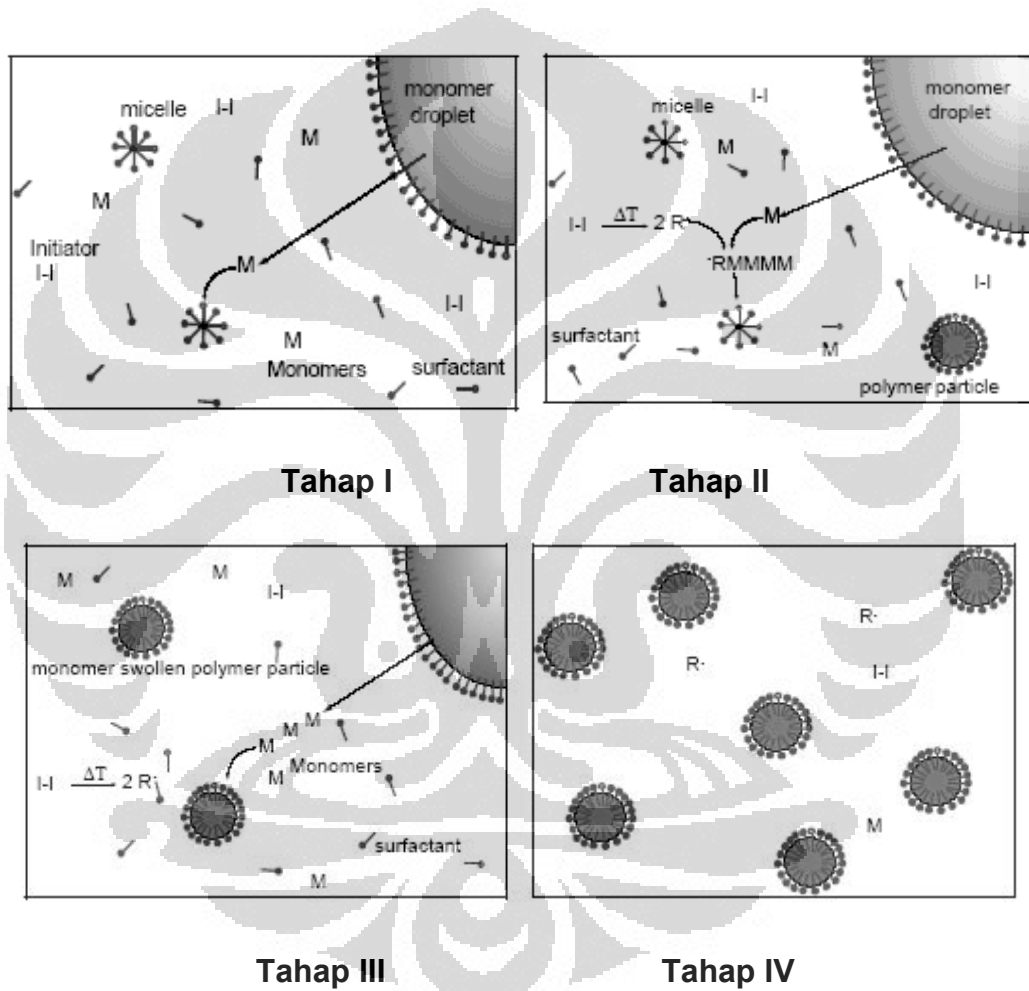 micelle
I-I
monomer
droplet
M
M
Initiator
I-I
M
I-I
M
Monomers
surfactant
Tahap I
micelle
I-I
monomer
droplet
M
I-I ΔT 2 R·
M
·RMMMM
I-I
surfactant
M
polymer particle
Tahap II
M
M
I-I
monomer swollen polymer particle
M
M
M
M Monomers
I-I ΔT 2 R·
surfactant
M
Tahap III
R·
R·
I-I
M
Tahap IV